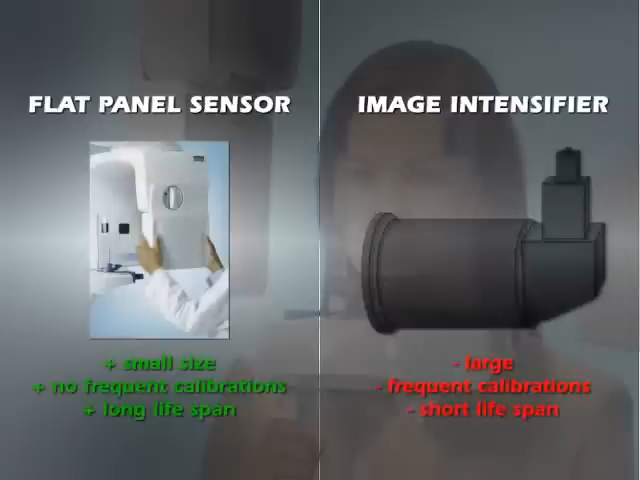 FLAT PANEL SENSOR
+ small size
+ no frequent calibrations
+ long life span
IMAGE INTENSIFIER
- large
- frequent calibrations
- short life span